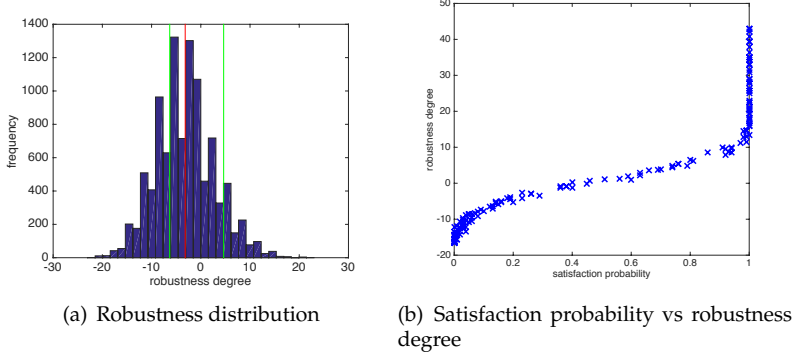 1400
1200
1000
800
600
400
200
0
frequency
-30 -20 -10 0 10 20 30
robustness degree
(a) Robustness distribution
50
40
30
20
10
0
-10
-20
robustness degree
0 0.2 0.4 0.6 0.8 1
satisfaction probability
(b) Satisfaction probability vs robustness
degree